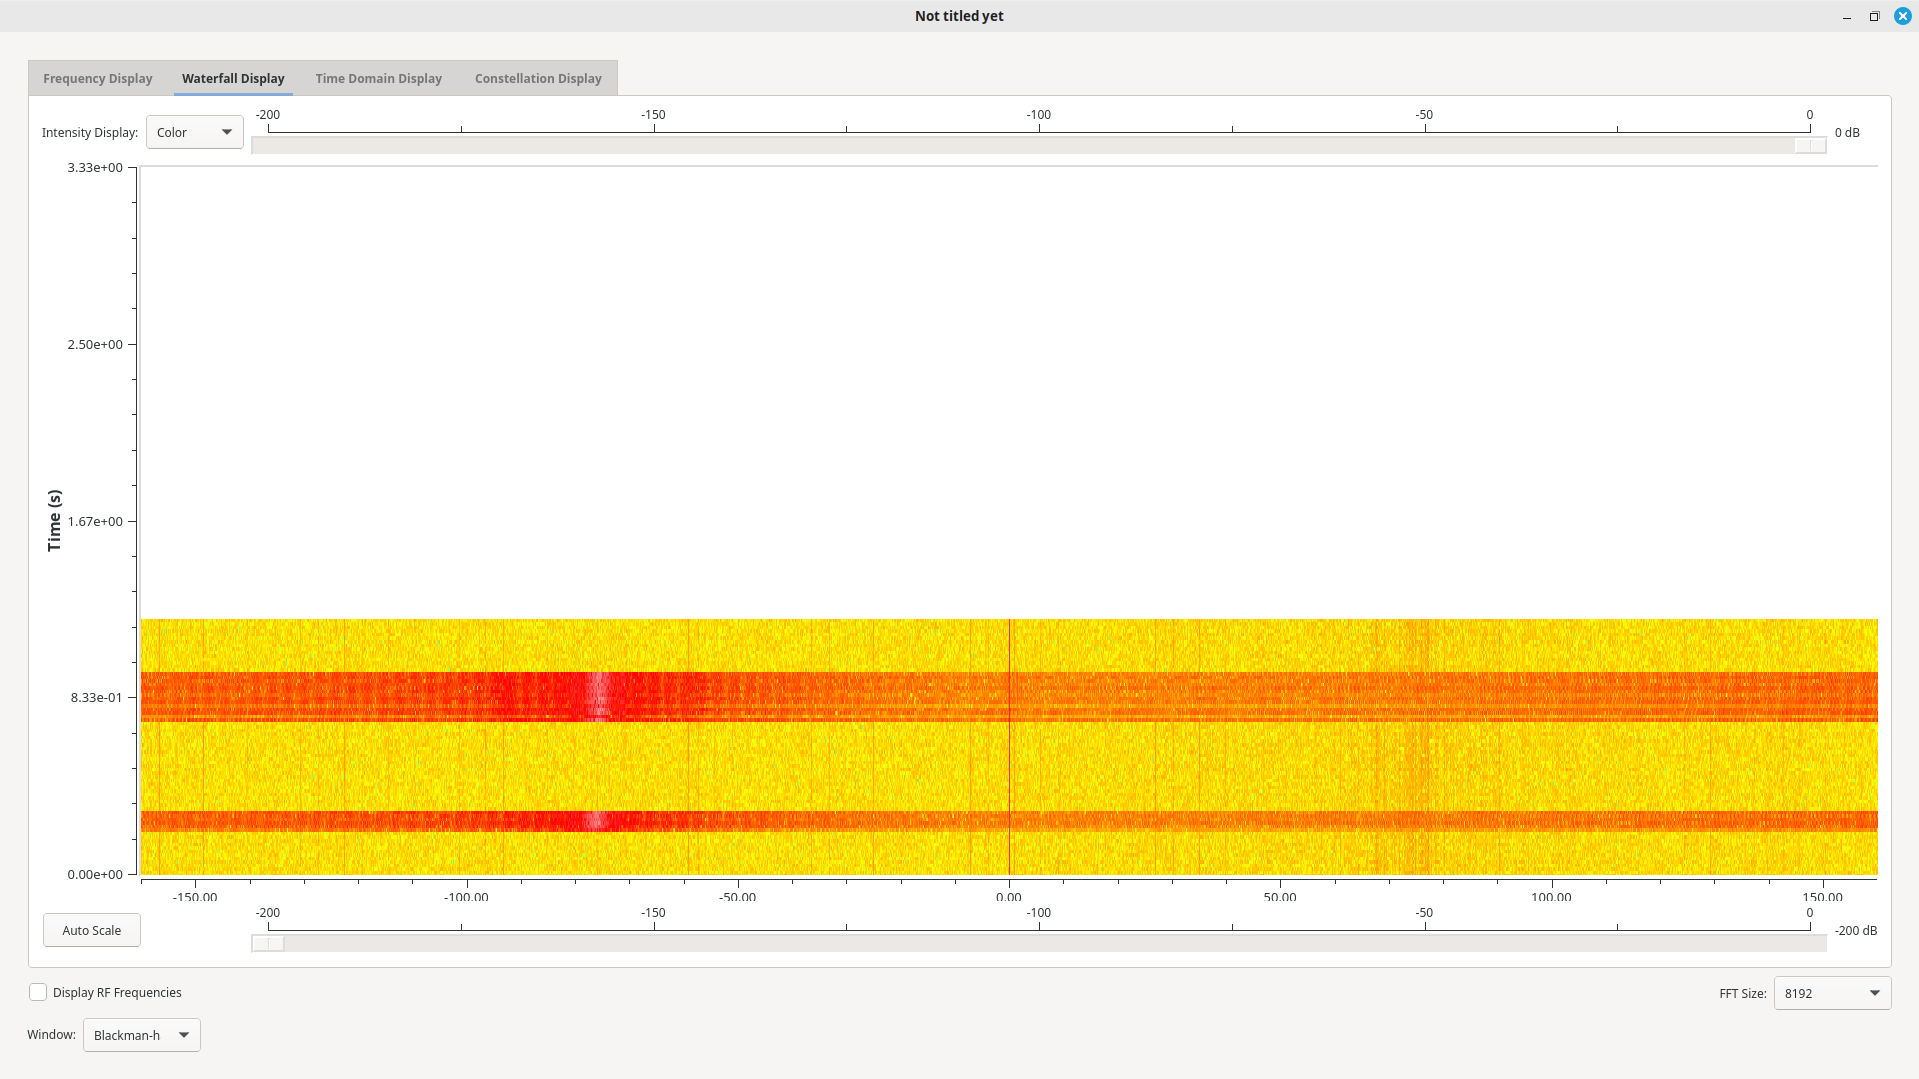 Not titled yet
Frequency Display Waterfall Display Time Domain Display Constellation Display
-200 -150 -100 -50 0
Intensity Display: Color 0 dB
3.33e+00
2.50e+00
1.67e+00
8.33e-01
0.00e+00
Time (s)
-150.00 -100.00 -50.00 0.00 50.00 100.00 150.00
-200 -150 -100 -50 0
Auto Scale -200 dB
Display RF Frequencies FFT Size: 8192
Window: Blackman-h